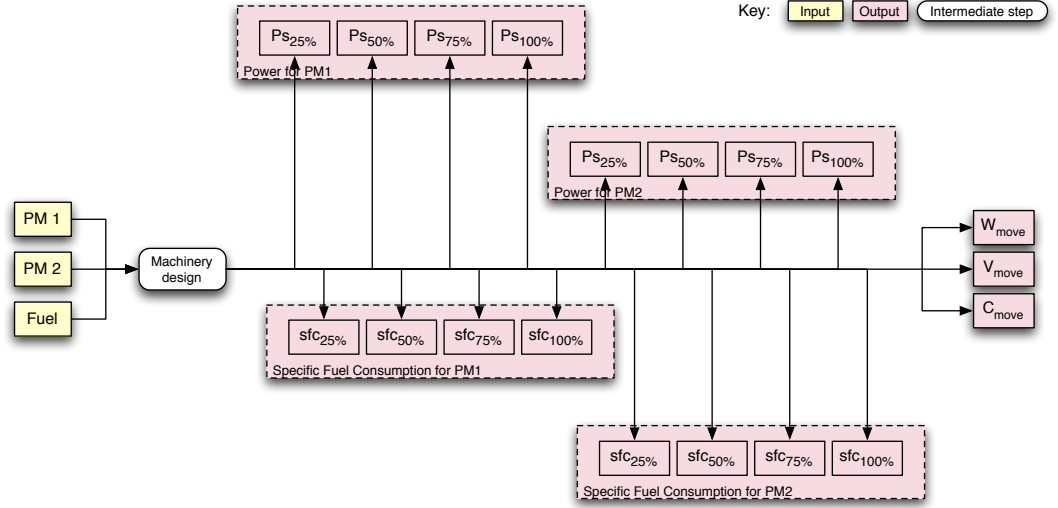 Key: Input Output Intermediate step
Ps25% Ps50% Ps75% Ps100%
Power for PM1
Ps25% Ps50% Ps75% Ps100%
Power for PM2
PM 1
PM 2
Fuel
Machinery
design
Wmove
Vmove
Cmove
sfc25% sfc50% sfc75% sfc100%
Specific Fuel Consumption for PM1
sfc25% sfc50% sfc75% sfc100%
Specific Fuel Consumption for PM2